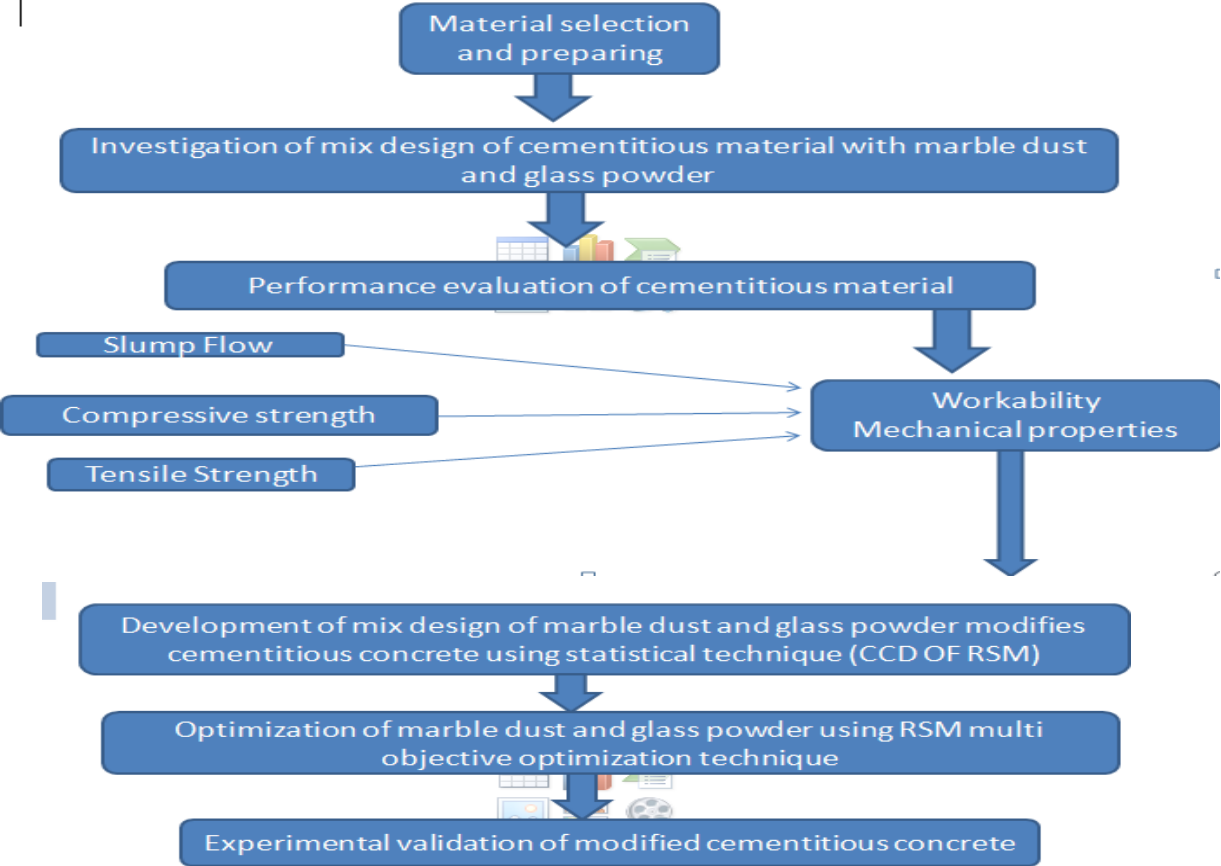 Material selection
and preparing
Investigation of mix design of cementitious material with marble dust
and glass powder
Performance evaluation of cementitious material
Slump Flow
Compressive strength
Tensile Strength
Workability
Mechanical properties
Development of mix design of marble dust and glass powder modifies
cementitious concrete using statistical technique (CCD OF RSM)
Optimization of marble dust and glass powder using RSM multi
objective optimization technique
Experimental validation of modified cementitious concrete